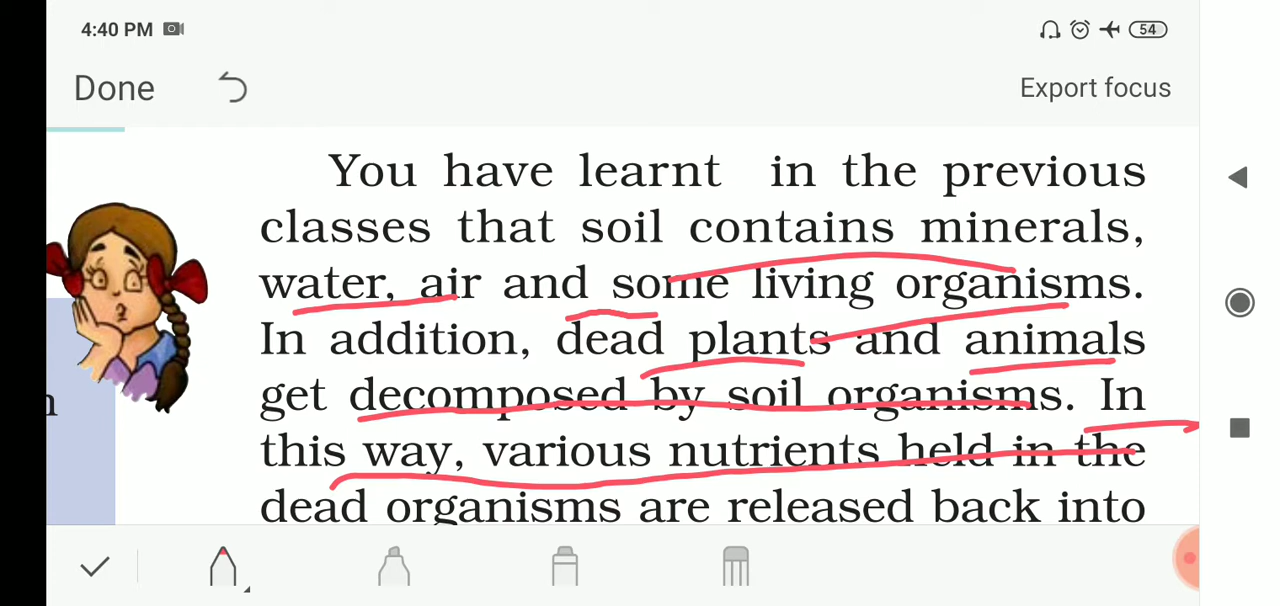 4:40 PM 54
Done Export focus
You have learnt in the previous
classes that soil contains minerals,
water, air and some living organisms.
In addition, dead plants and animals
get decomposed by soil organisms. In
this way, various nutrients held in the
dead organisms are released back into
n